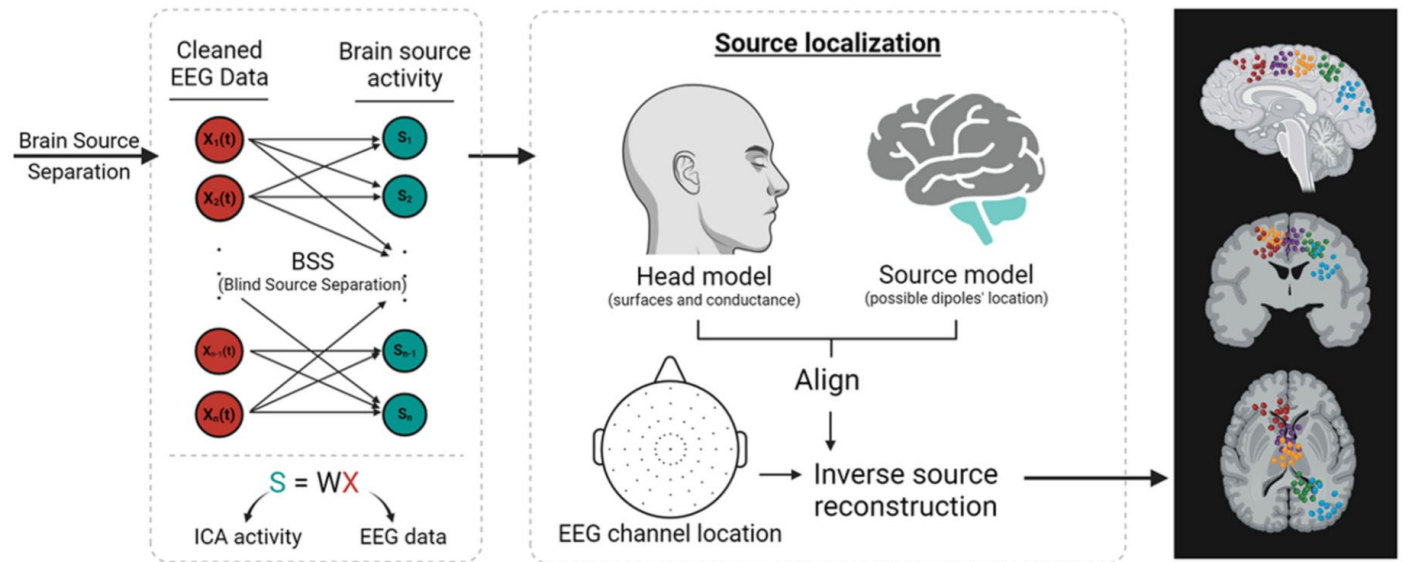 Brain Source
Separation
Cleaned
EEG Data
Brain source
activity
X₁(t)
S₁
X₂(t)
S₂
BSS
(Blind Source Separation)
Xₙ₋₁(t)
Sₙ₋₁
Xₙ(t)
Sₙ
S = WX
ICA activity
EEG data
Source localization
Head model
(surfaces and conductance)
Source model
(possible dipoles' location)
Align
Inverse source
reconstruction
EEG channel location